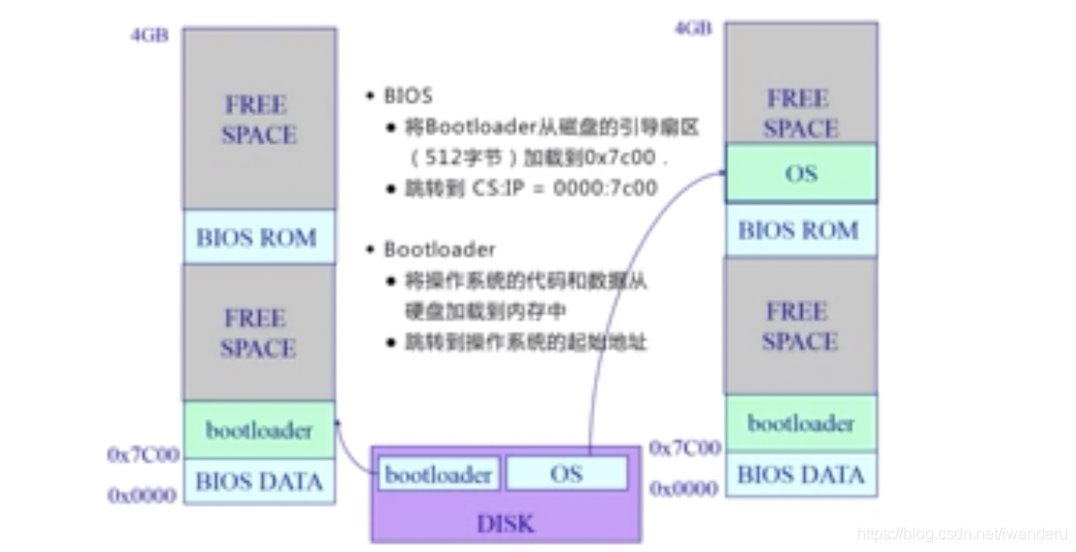 4GB
FREE
SPACE
BIOS ROM
FREE
SPACE
bootloader
0x7C00
BIOS DATA
0x0000
• BIOS
● 将Bootloader从磁盘的引导扇区
（512字节）加载到0x7c00．
● 跳转到 CS:IP = 0000:7c00
• Bootloader
● 将操作系统的代码和数据从
硬盘加载到内存中
● 跳转到操作系统的起始地址
bootloader
OS
DISK
4GB
FREE
SPACE
OS
BIOS ROM
FREE
SPACE
bootloader
0x7C00
BIOS DATA
0x0000
https://blog.csdn.net/iwanderu